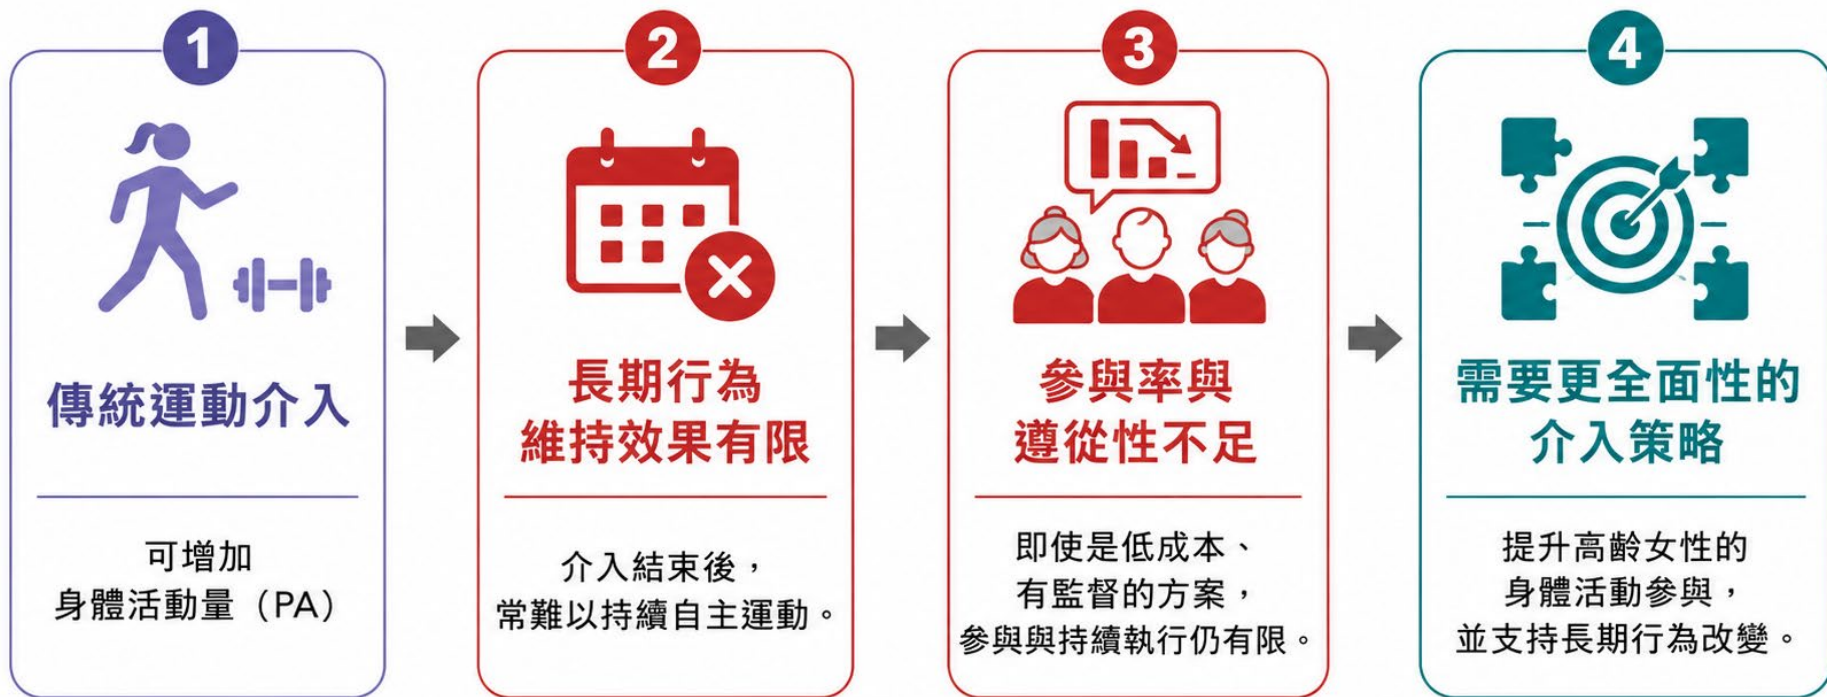 1
傳統運動介入
可增加
身體活動量（PA）
2
長期行為
維持效果有限
介入結束後，
常難以持續自主運動。
3
參與率與
遵從性不足
即使是低成本、
有監督的方案，
參與與持續執行仍有限。
4
需要更全面性的
介入策略
提升高齡女性的
身體活動參與，
並支持長期行為改變。